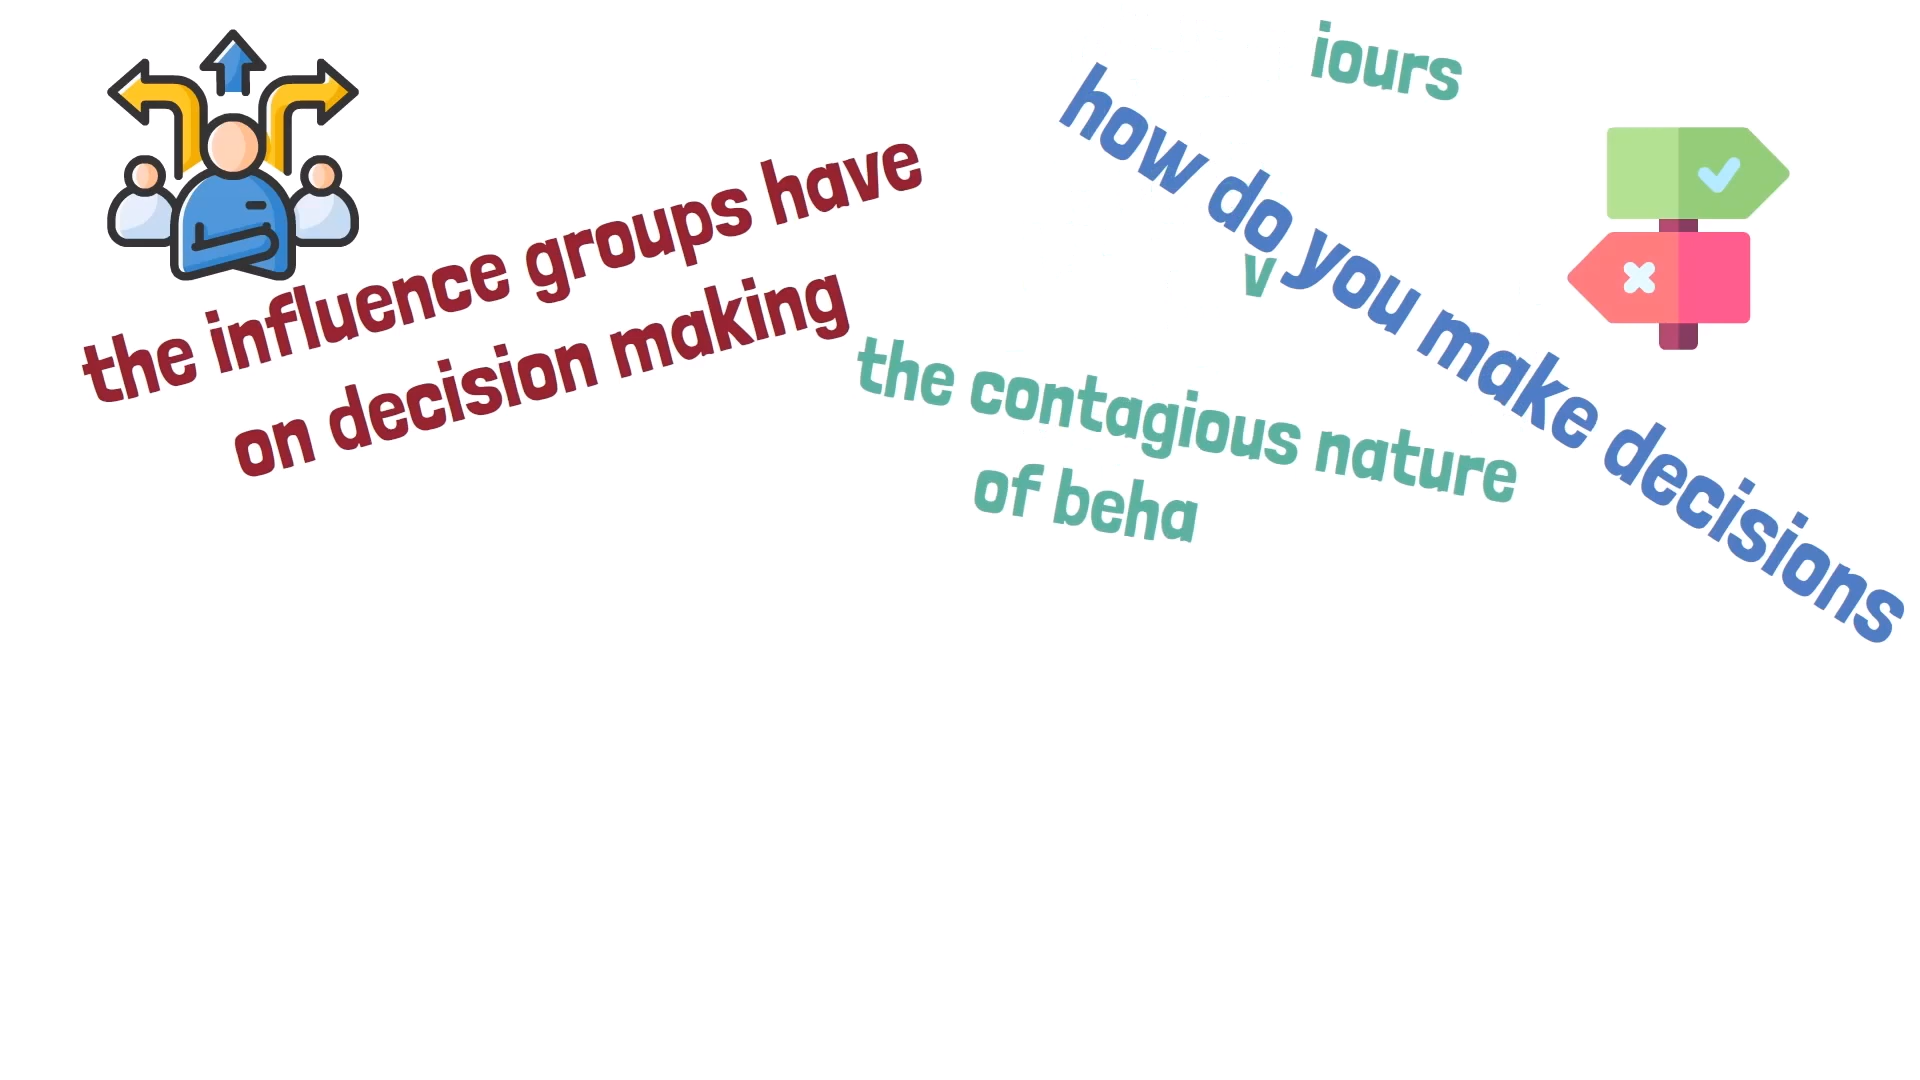 the influence groups have
on decision making
how do you make decisions
the contagious nature
of beha
v
iours